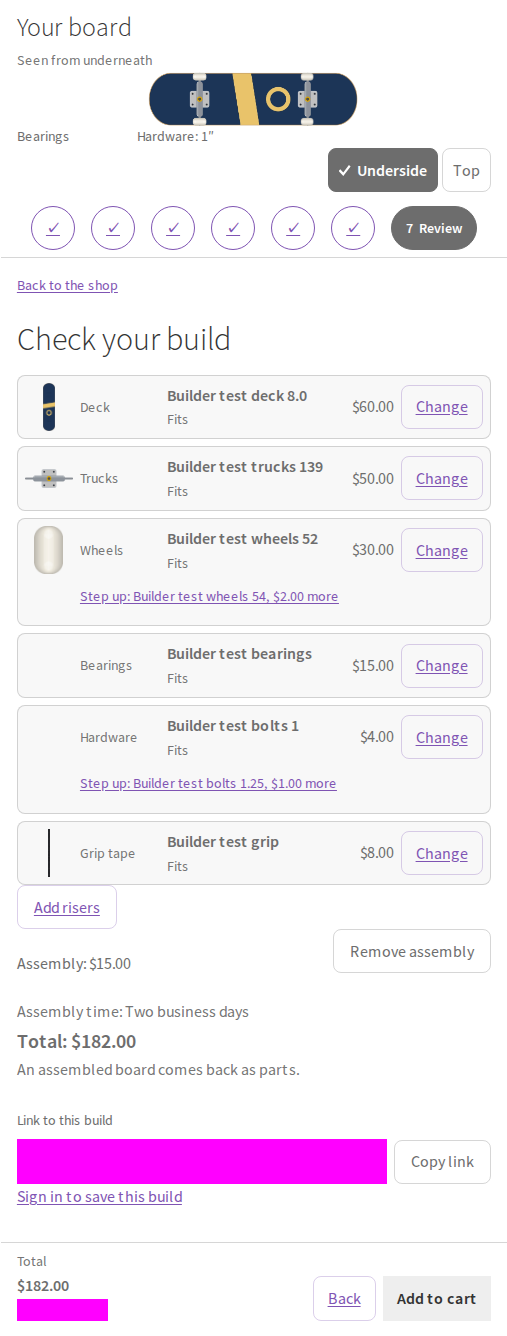 Your board
Seen from underneath
Bearings
Hardware: 1″
✓ Underside
Top
✓ ✓ ✓ ✓ ✓ ✓ 7 Review
Back to the shop
Check your build
Deck
Builder test deck 8.0
Fits
$60.00
Change
Trucks
Builder test trucks 139
Fits
$50.00
Change
Wheels
Builder test wheels 52
Fits
$30.00
Change
Step up: Builder test wheels 54, $2.00 more
Bearings
Builder test bearings
Fits
$15.00
Change
Hardware
Builder test bolts 1
Fits
$4.00
Change
Step up: Builder test bolts 1.25, $1.00 more
Grip tape
Builder test grip
Fits
$8.00
Change
Add risers
Assembly: $15.00
Remove assembly
Assembly time: Two business days
Total: $182.00
An assembled board comes back as parts.
Link to this build
Copy link
Sign in to save this build
Total
$182.00
Back
Add to cart